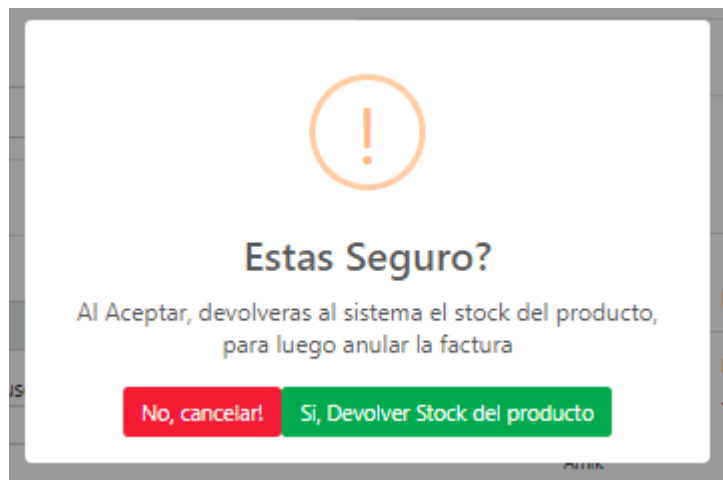 !
Estas Seguro?
Al Aceptar, devolveras al sistema el stock del producto,
para luego anular la factura
No, cancelar!
Si, Devolver Stock del producto